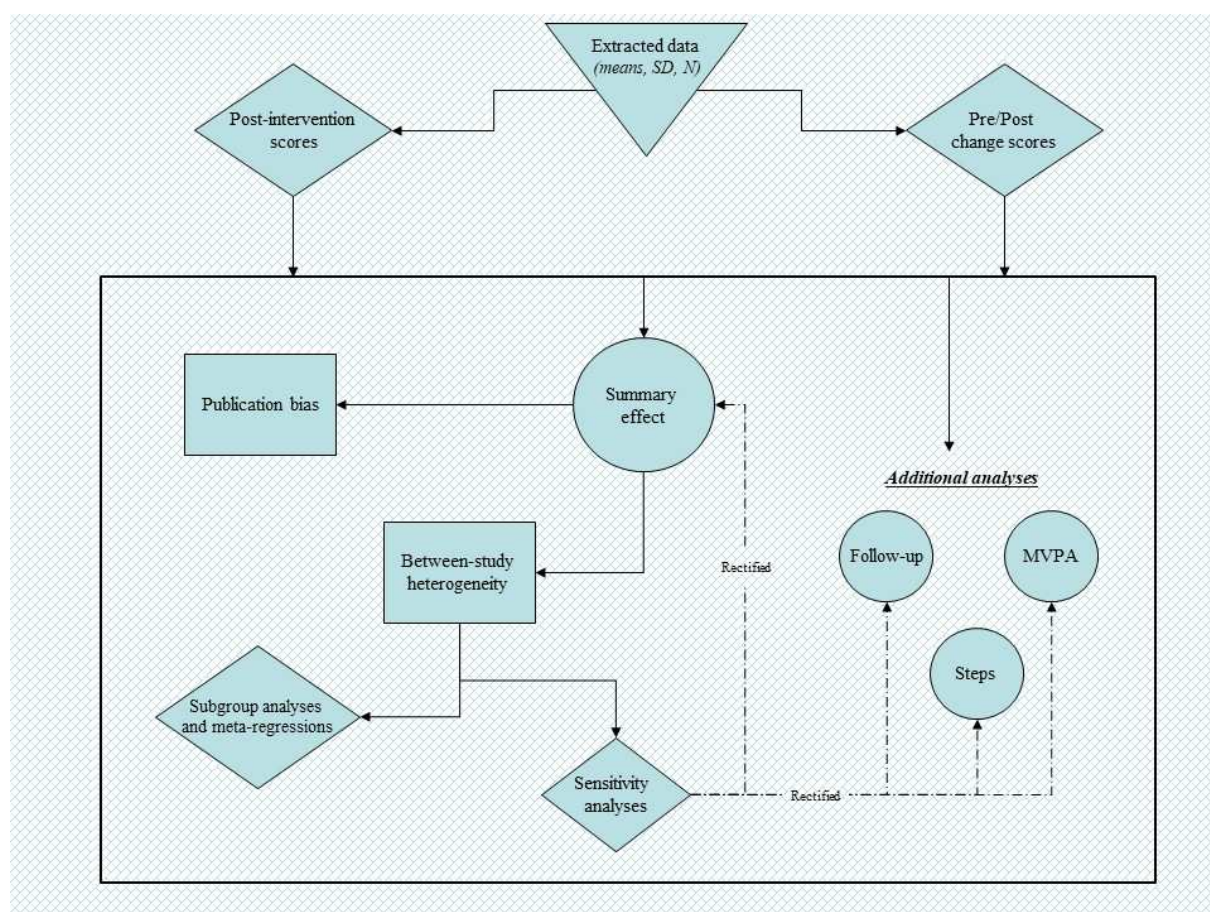 Extracted data
(means, SD, N)
Post-intervention
scores
Pre/Post
change scores
Publication bias
Summary
effect
Additional analyses
Between-study
heterogeneity
Rectified
Follow-up
MVPA
Steps
Subgroup analyses
and meta-regressions
Sensitivity
analyses
Rectified